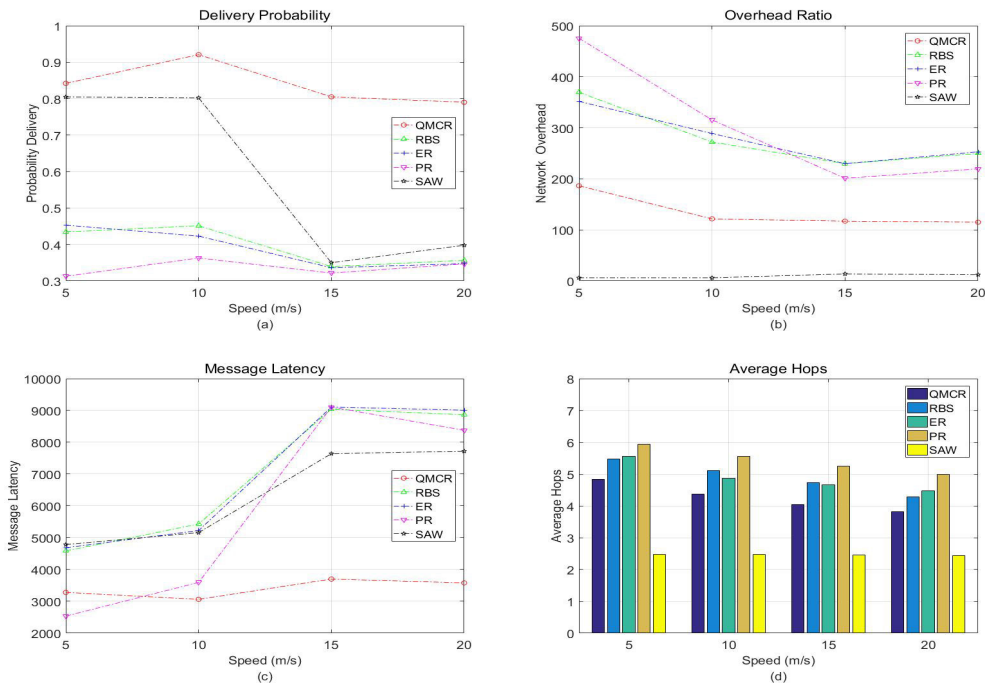 Delivery Probability
1
0.9
0.8
0.7
0.6
0.5
0.4
0.3
Probability Delivery
QMCR
RBS
ER
PR
SAW
5 10 15 20
Speed (m/s)
(a)
Overhead Ratio
500
400
300
200
100
0
Network Overhead
QMCR
RBS
ER
PR
SAW
5 10 15 20
Speed (m/s)
(b)
Message Latency
10000
9000
8000
7000
6000
5000
4000
3000
2000
Message Latency
QMCR
RBS
ER
PR
SAW
5 10 15 20
Speed (m/s)
(c)
Average Hops
8
7
6
5
4
3
2
1
0
Average Hops
QMCR
RBS
ER
PR
SAW
5 10 15 20
Speed (m/s)
(d)